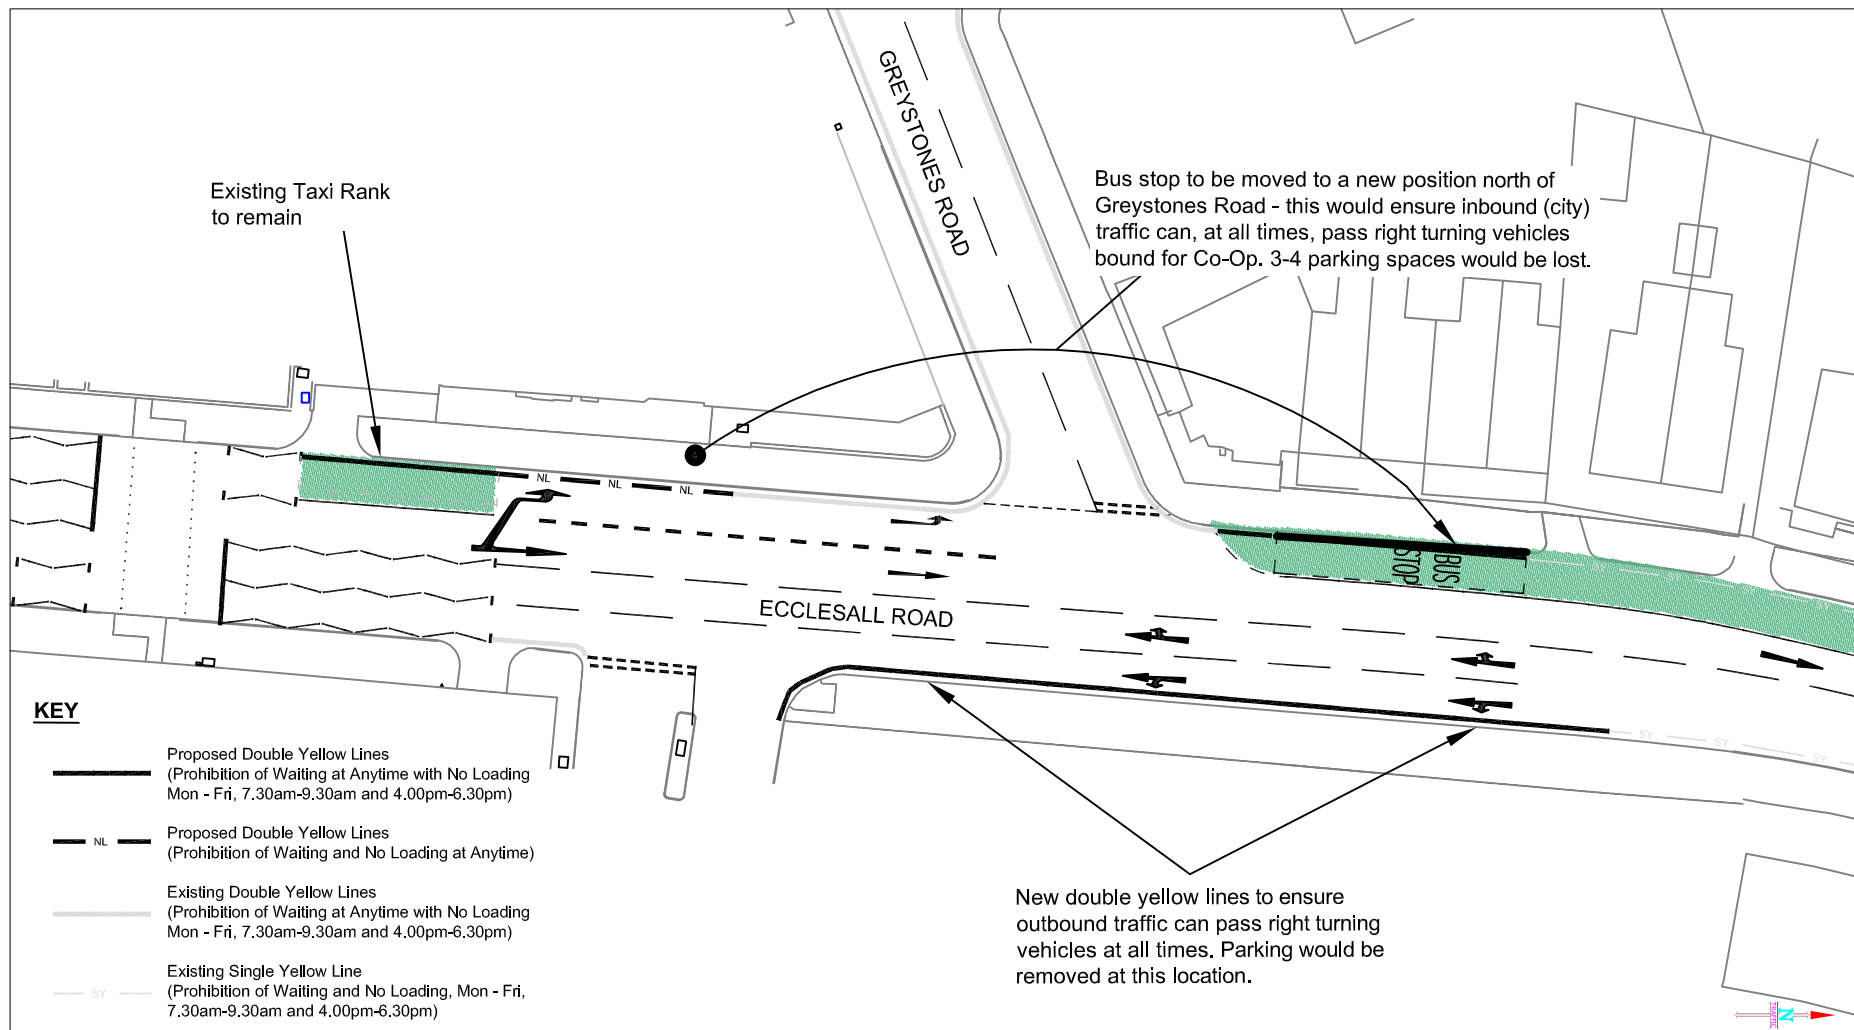 GREYSTONES ROAD
Existing Taxi Rank
to remain
Bus stop to be moved to a new position north of
Greystones Road - this would ensure inbound (city)
traffic can, at all times, pass right turning vehicles
bound for Co-Op. 3-4 parking spaces would be lost.
NL
NL
NL
BUS
STOP
SY
SY
SY
SY
ECCLESALL ROAD
SY
SY
SY
KEY
Proposed Double Yellow Lines
(Prohibition of Waiting at Anytime with No Loading
Mon - Fri, 7.30am-9.30am and 4.00pm-6.30pm)
NL
Proposed Double Yellow Lines
(Prohibition of Waiting and No Loading at Anytime)
Existing Double Yellow Lines
(Prohibition of Waiting at Anytime with No Loading
Mon - Fri, 7.30am-9.30am and 4.00pm-6.30pm)
SY
Existing Single Yellow Line
(Prohibition of Waiting and No Loading, Mon - Fri,
7.30am-9.30am and 4.00pm-6.30pm)
New double yellow lines to ensure
outbound traffic can pass right turning
vehicles at all times. Parking would be
removed at this location.
N